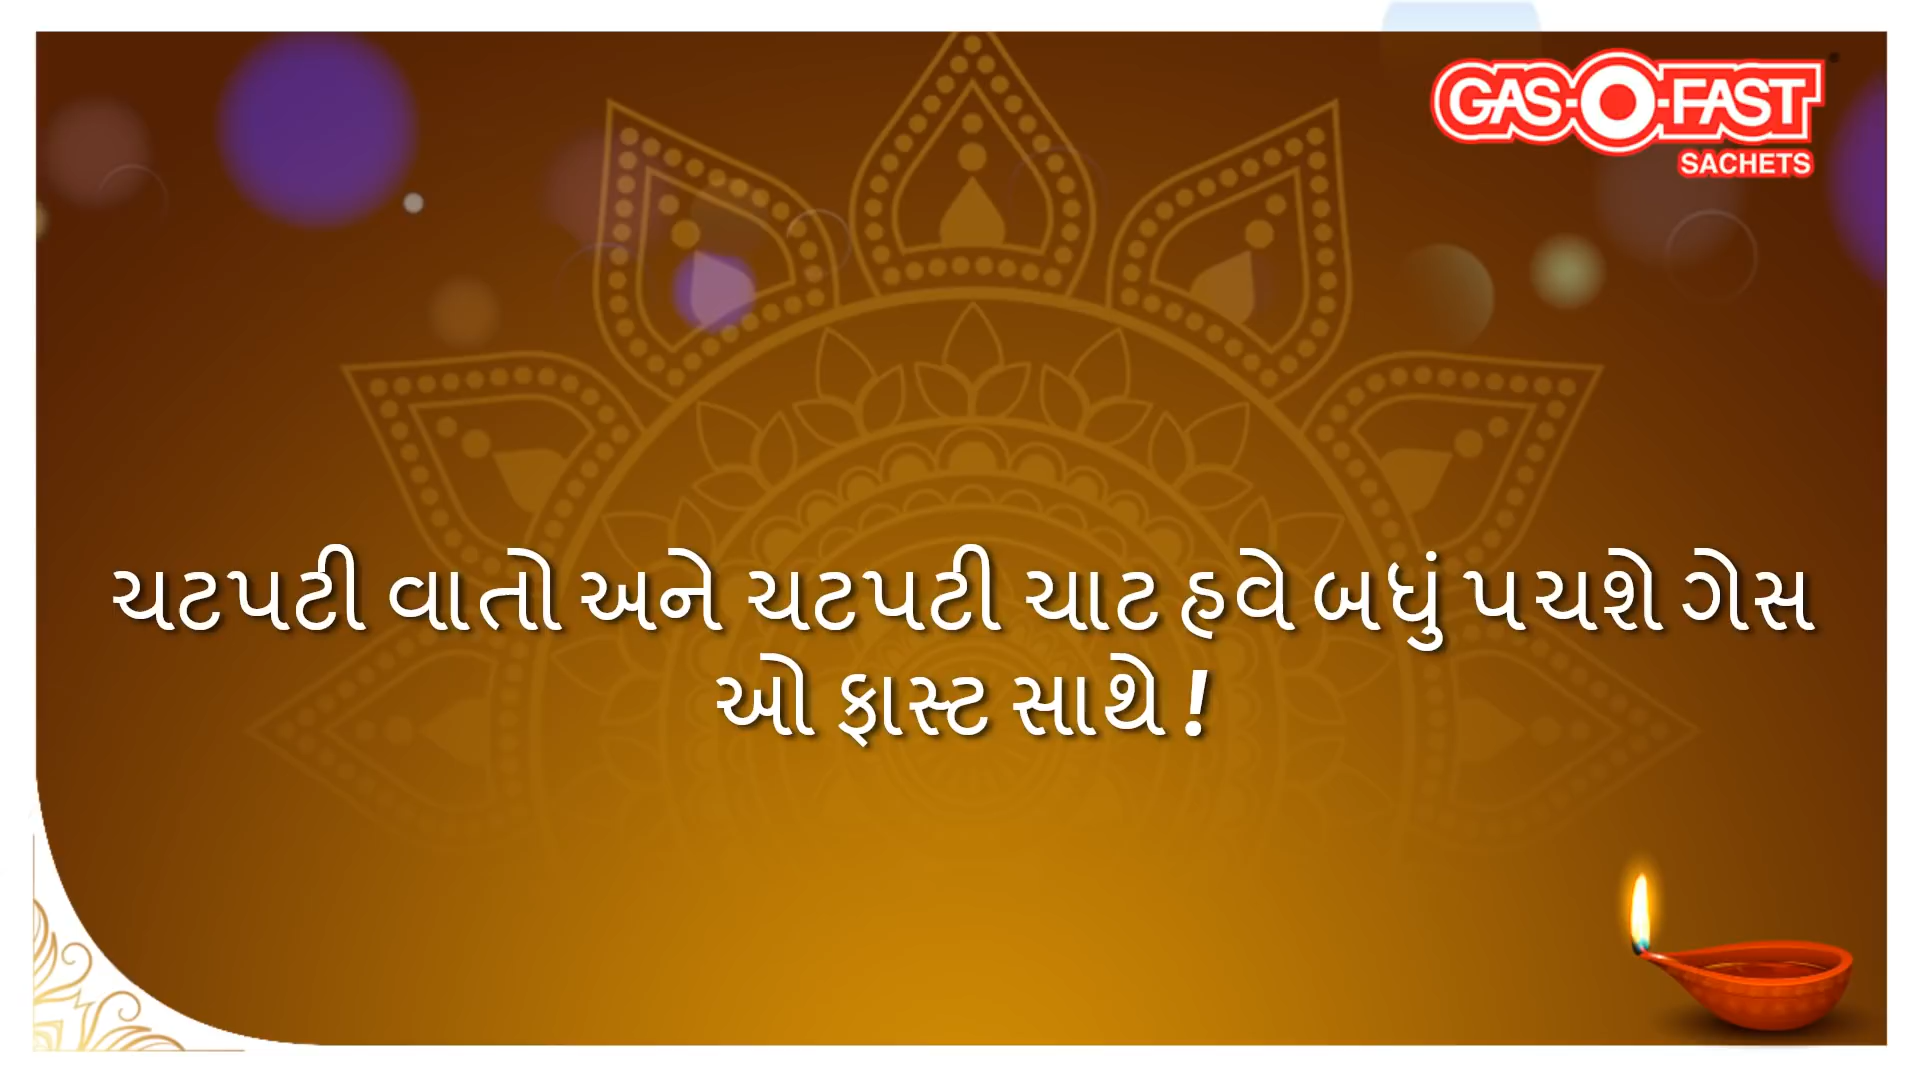 GAS-O-FAST
SACHETS
ચટપટી વાતો અને ચટપટી ચાટ હવે બધું પચશે ગેસ
ઓ ફાસ્ટ સાથે !